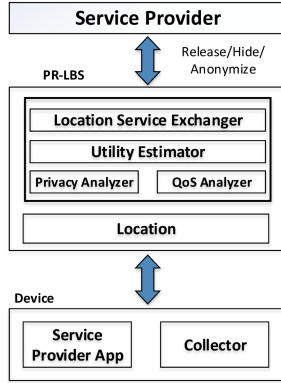 Service Provider
Release/Hide/
Anonymize
PR-LBS
Location Service Exchanger
Utility Estimator
Privacy Analyzer
QoS Analyzer
Location
Device
Service
Provider App
Collector